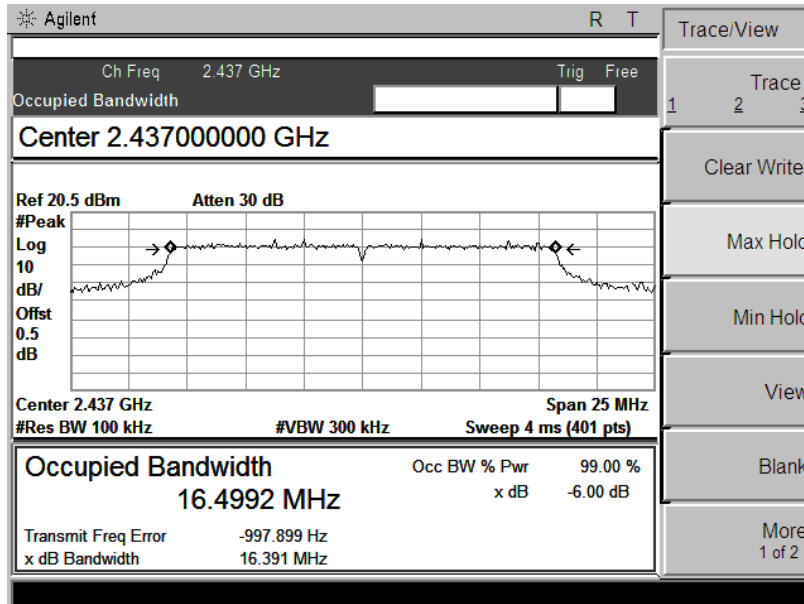 Agilent R T
Ch Freq 2.437 GHz Trig Free
Occupied Bandwidth
Center 2.437000000 GHz
Ref 20.5 dBm Atten 30 dB
#Peak
Log
10
dB/
Offst
0.5
dB
Center 2.437 GHz Span 25 MHz
#Res BW 100 kHz #VBW 300 kHz Sweep 4 ms (401 pts)
Occupied Bandwidth Occ BW % Pwr 99.00 %
16.4992 MHz x dB -6.00 dB
Transmit Freq Error -997.899 Hz
x dB Bandwidth 16.391 MHz
Trace/View
Trace
1 2 3
Clear Write
Max Hold
Min Hold
View
Blank
More
1 of 2